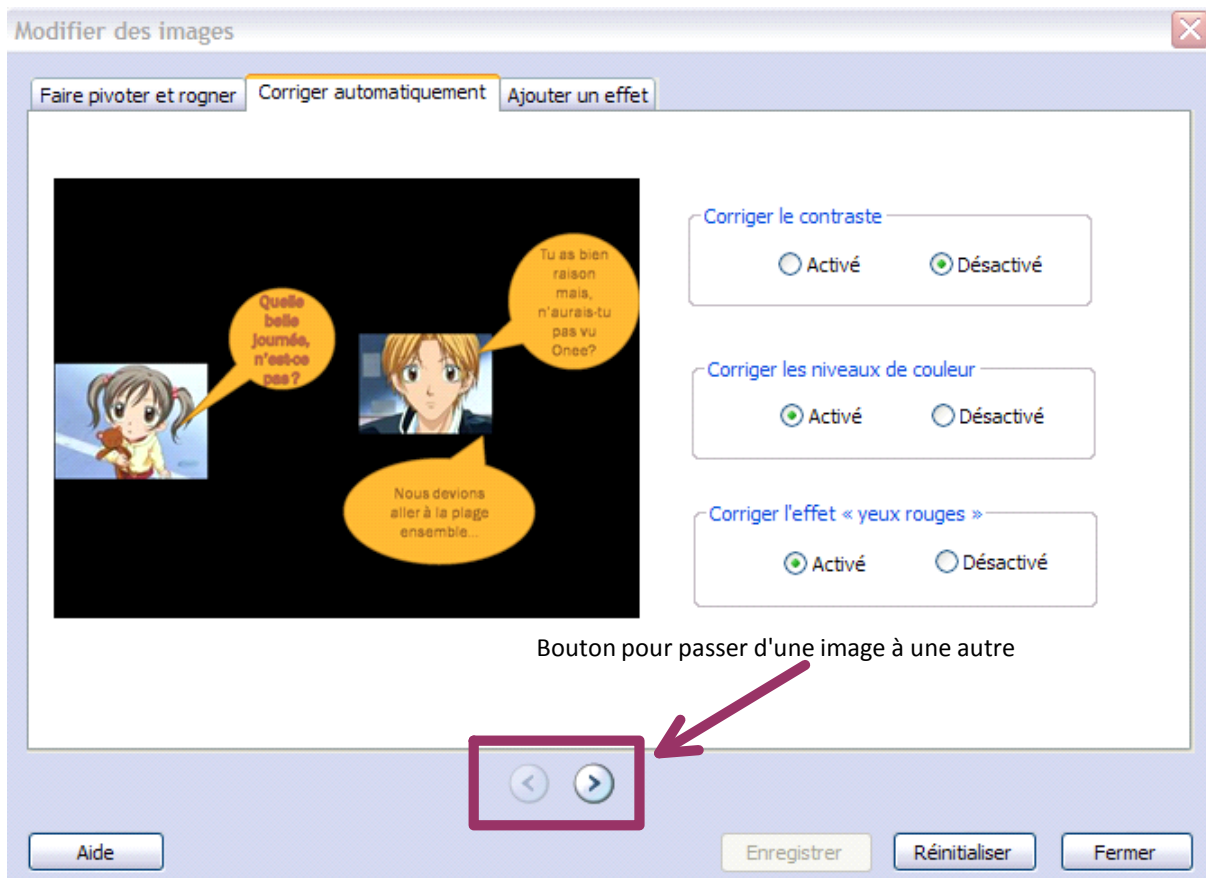 Modifier des images
Faire pivoter et rogner
Corriger automatiquement
Ajouter un effet
Quelle
belle
journée,
n'est-ce
pas?
Tu as bien
raison
mais,
n'aurais-tu
pas vu
Onee?
Nous devions
aller à la plage
ensemble...
Corriger le contraste
Activé Désactivé
Corriger les niveaux de couleur
Activé Désactivé
Corriger l'effet « yeux rouges »
Activé Désactivé
Bouton pour passer d'une image à une autre
Aide Enregistrer Réinitialiser Fermer